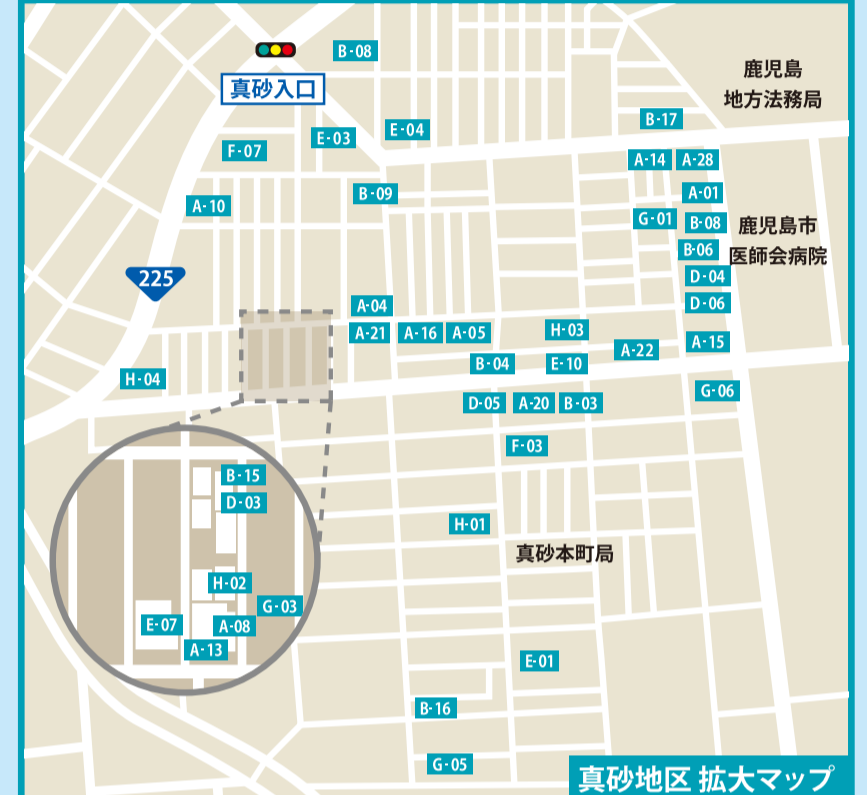 B-08
真砂入口
鹿児島
地方法務局
B-17
E-04
E-03
F-07
A-14
A-28
A-01
B-09
A-10
G-01
B-08
鹿児島市
医師会病院
B-06
225
D-04
D-06
A-04
A-21
A-16
A-05
H-03
A-15
A-22
B-04
E-10
H-04
G-06
D-05
A-20
B-03
F-03
B-15
D-03
H-01
真砂本町局
H-02
G-03
E-07
A-08
A-13
E-01
B-16
G-05
真砂地区 拡大マップ